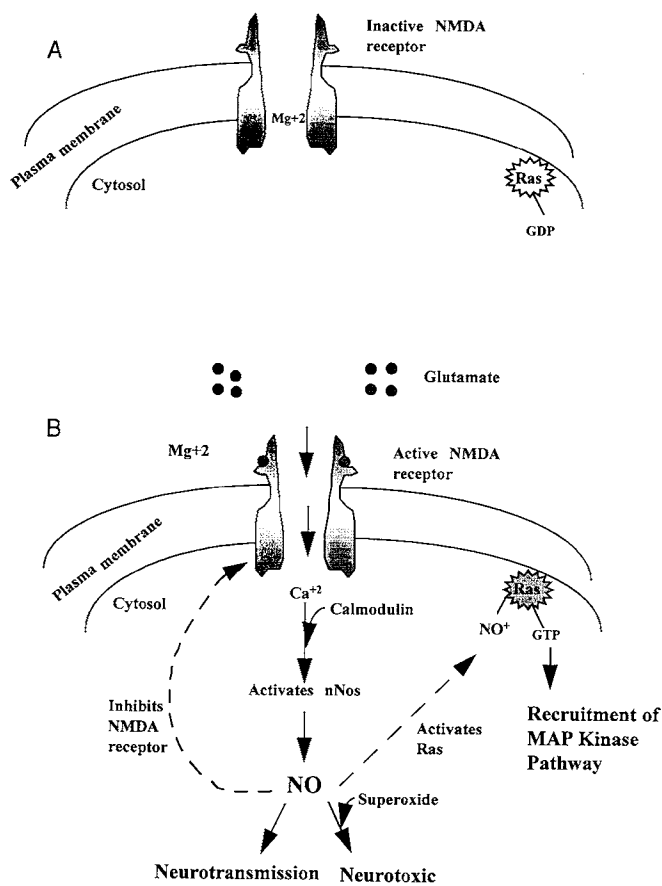 A
Inactive NMDA
receptor
Mg+2
Plasma membrane
Cytosol
Ras
GDP
Glutamate
B
Mg+2
Active NMDA
receptor
Plasma membrane
Cytosol
Ca+2
Calmodulin
Ras
NO+
GTP
Activates nNos
Inhibits
NMDA
receptor
Activates
Ras
Recruitment of
MAP Kinase
Pathway
NO
Superoxide
Neurotransmission
Neurotoxic